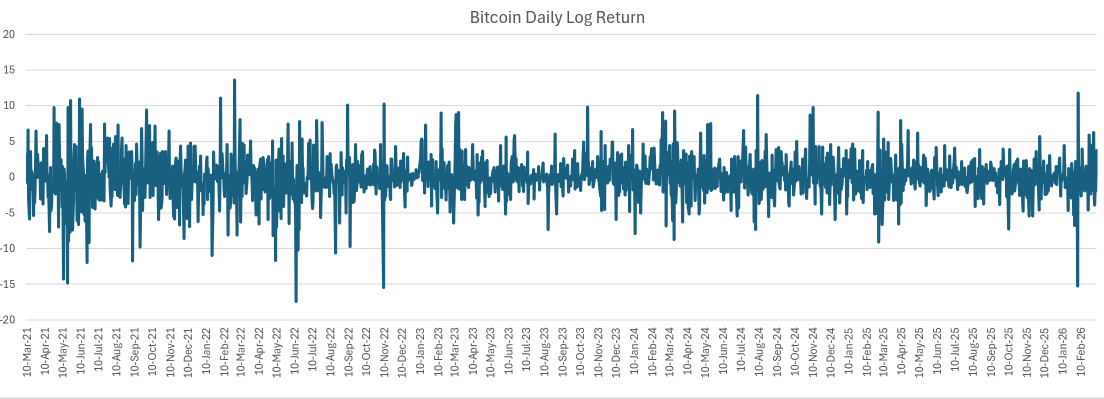 Bitcoin Daily Log Return
20
15
10
5
0
-5
-10
-15
-20
10-Mar-21
10-Apr-21
10-May-21
10-Jun-21
10-Jul-21
10-Aug-21
10-Sep-21
10-Oct-21
10-Nov-21
10-Dec-21
10-Jan-22
10-Feb-22
10-Mar-22
10-Apr-22
10-May-22
10-Jun-22
10-Jul-22
10-Aug-22
10-Sep-22
10-Oct-22
10-Nov-22
10-Dec-22
10-Jan-23
10-Feb-23
10-Mar-23
10-Apr-23
10-May-23
10-Jun-23
10-Jul-23
10-Aug-23
10-Sep-23
10-Oct-23
10-Nov-23
10-Dec-23
10-Jan-24
10-Feb-24
10-Mar-24
10-Apr-24
10-May-24
10-Jun-24
10-Jul-24
10-Aug-24
10-Sep-24
10-Oct-24
10-Nov-24
10-Dec-24
10-Jan-25
10-Feb-25
10-Mar-25
10-Apr-25
10-May-25
10-Jun-25
10-Jul-25
10-Aug-25
10-Sep-25
10-Oct-25
10-Nov-25
10-Dec-25
10-Jan-26
10-Feb-26